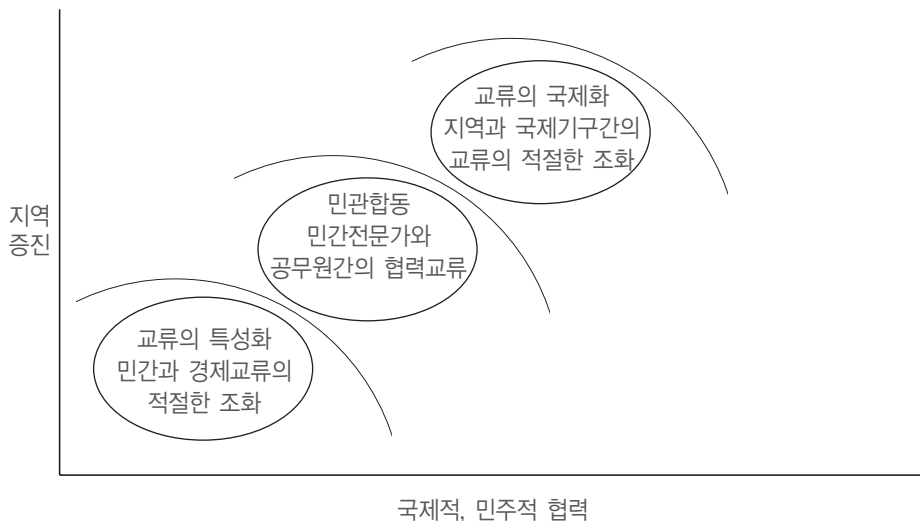 교류의 국제화
지역과 국제기구간의
교류의 적절한 조화
민관합동
민간전문가와
공무원간의 협력교류
지역
증진
교류의 특성화
민간과 경제교류의
적절한 조화
국제적, 민주적 협력